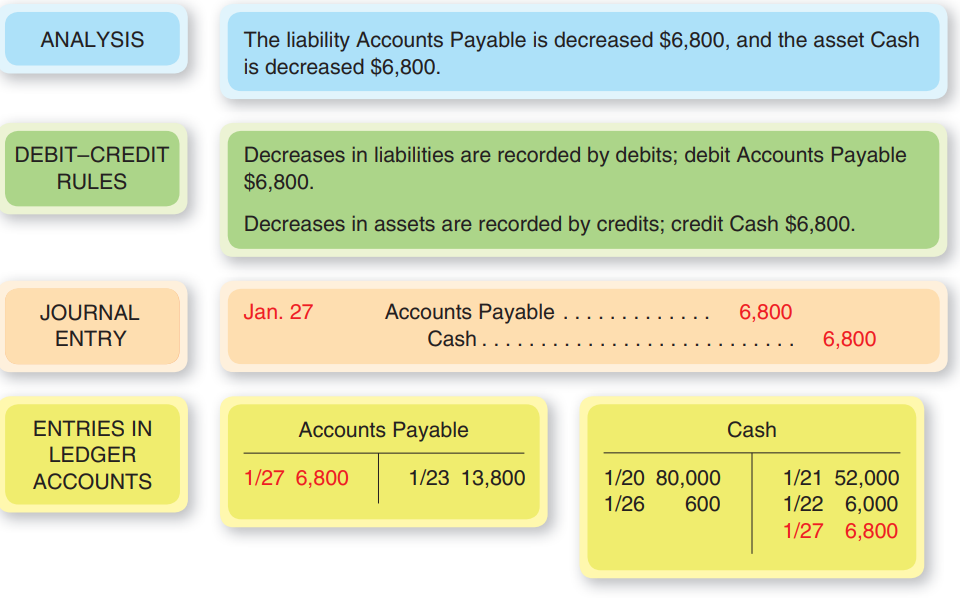 ANALYSIS
The liability Accounts Payable is decreased $6,800, and the asset Cash
is decreased $6,800.
DEBIT–CREDIT
RULES
Decreases in liabilities are recorded by debits; debit Accounts Payable
$6,800.
Decreases in assets are recorded by credits; credit Cash $6,800.
JOURNAL
ENTRY
Jan. 27 Accounts Payable . . . . . . . . . . . . . 6,800
Cash . . . . . . . . . . . . . . . . . . . . . . . . . . . 6,800
ENTRIES IN
LEDGER
ACCOUNTS
Accounts Payable
1/27 6,800 1/23 13,800
Cash
1/20 80,000 1/21 52,000
1/26 600 1/22 6,000
1/27 6,800